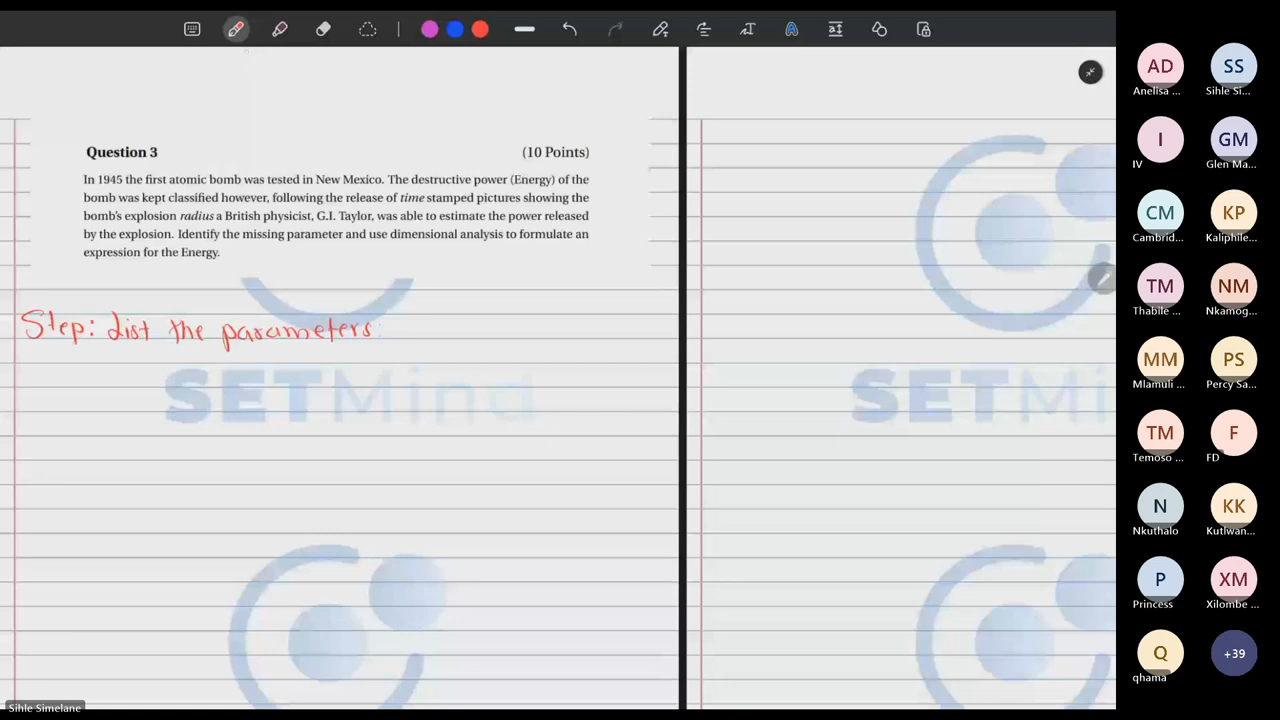 Question 3 (10 Points)
In 1945 the first atomic bomb was tested in New Mexico. The destructive power (Energy) of the
bomb was kept classified however, following the release of time stamped pictures showing the
bomb's explosion radius a British physicist, G.I. Taylor, was able to estimate the power released
by the explosion. Identify the missing parameter and use dimensional analysis to formulate an
expression for the Energy.
Step: List the parameters:
SETMind
SETMi
AD SS
Anelisa ... Sihle Si...
I GM
IV Glen Ma...
CM KP
Cambrid... Kaliphile...
TM NM
Thabile ... Nkamog...
MM PS
Mlamuli ... Percy Sa...
TM F
Temoso ... FD
N KK
Nkuthalo Kutlwan...
P XM
Princess Xilombe ...
Q +39
qhama
Sihle Simelane